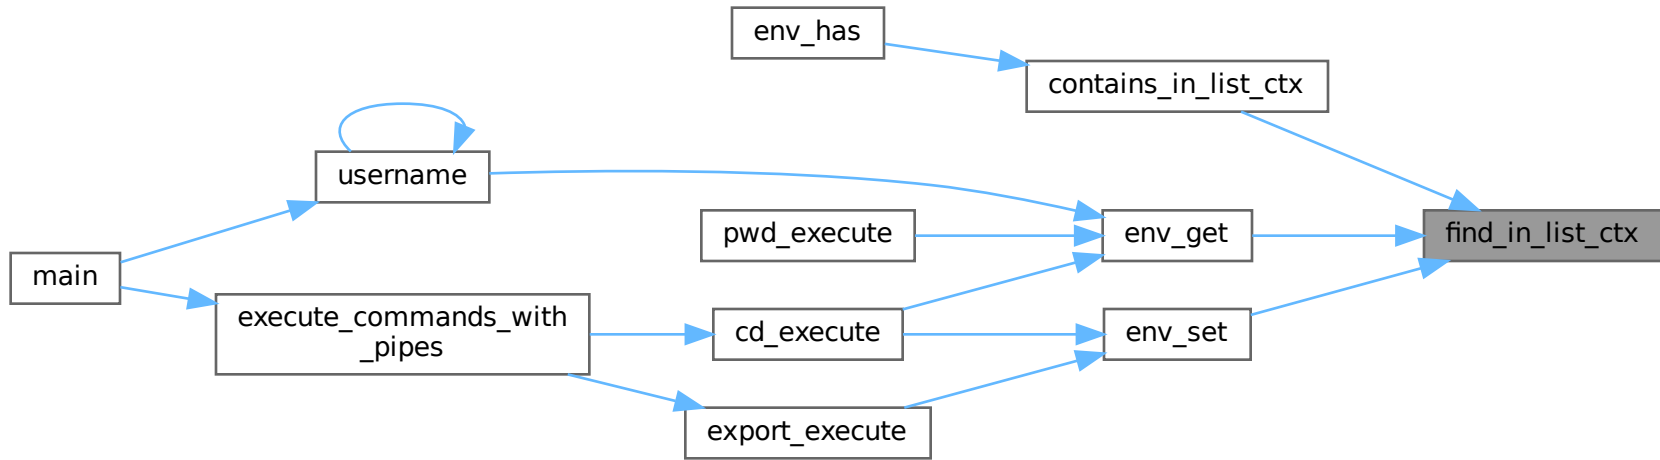 env_has
contains_in_list_ctx
username
find_in_list_ctx
env_get
pwd_execute
main
execute_commands_with
_pipes
cd_execute
env_set
export_execute